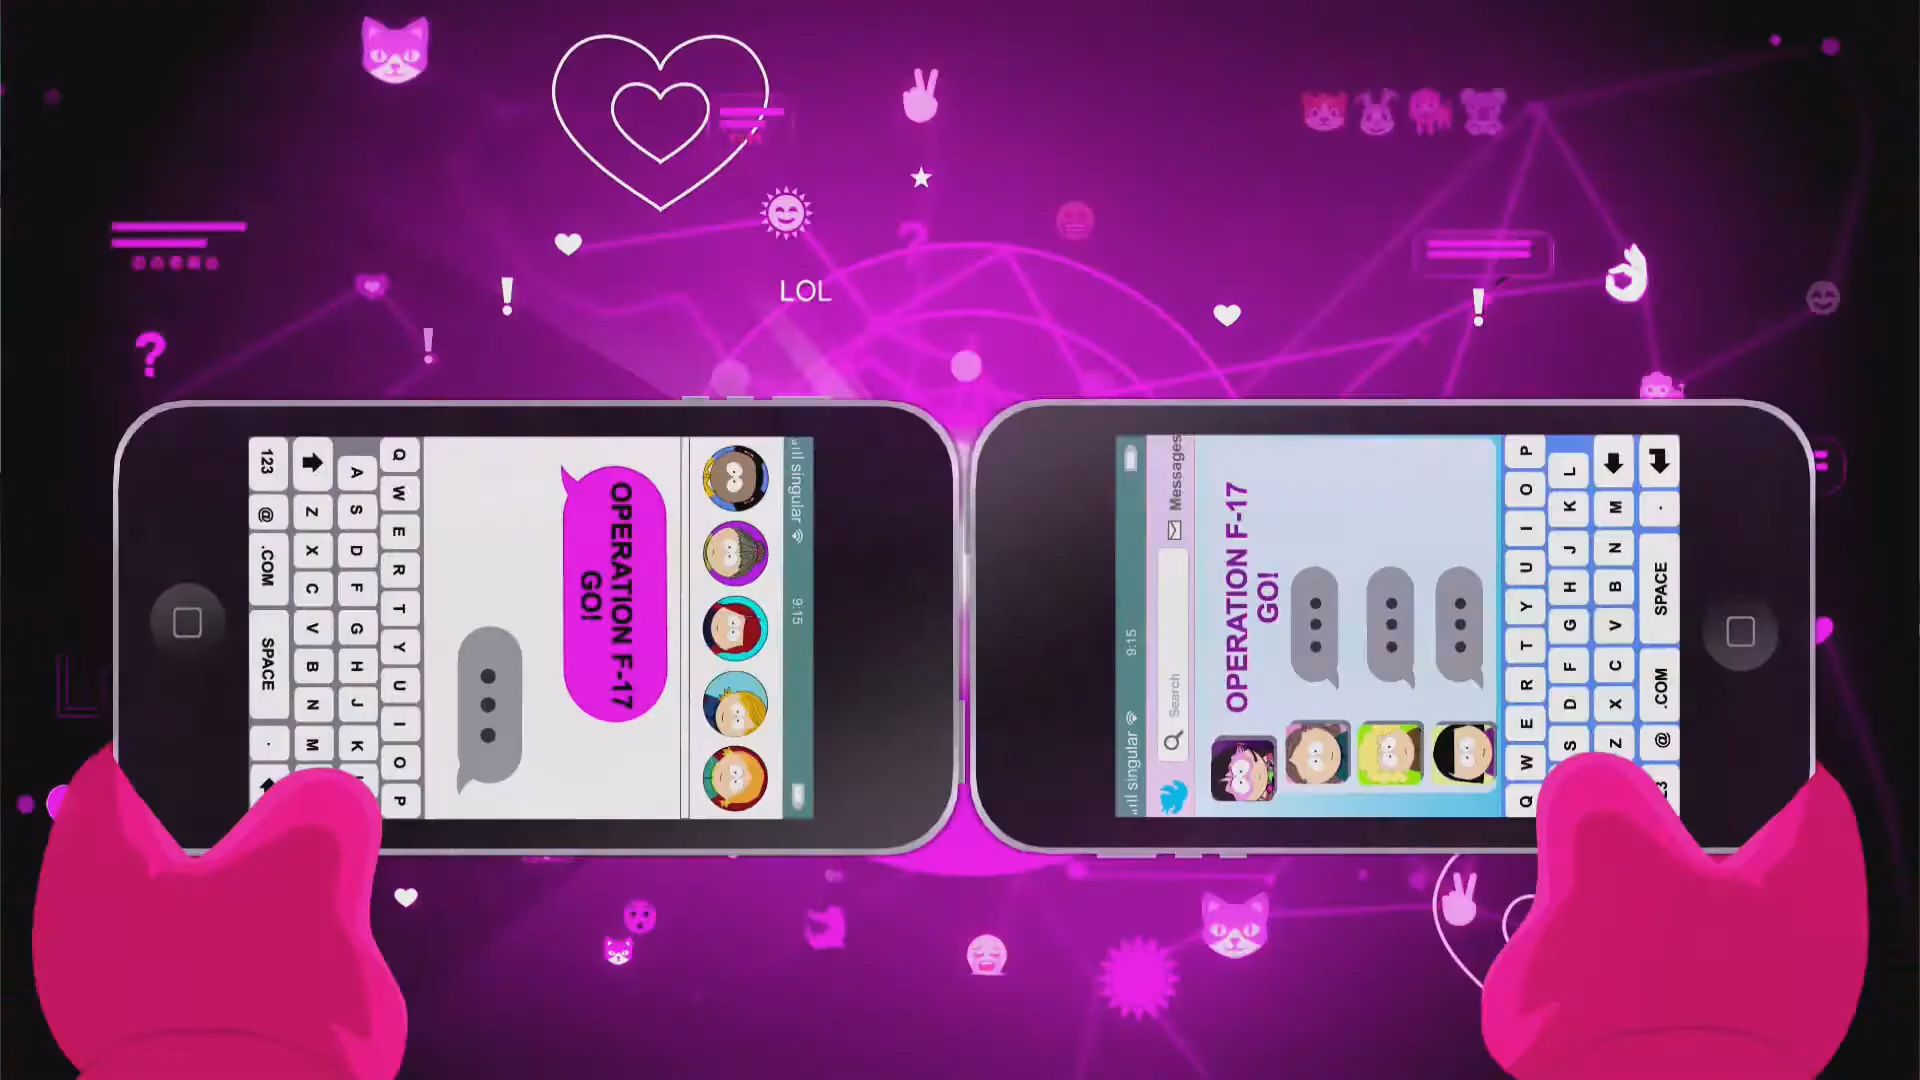 LOL
singular
9:15
OPERATION F-17
GO!
Q W E R T Y U I O P
A S D F G H J K
Z X C V B N M
123 @ .COM SPACE .
singular
9:15
Search
Messages
OPERATION F-17
GO!
Q W E R T Y U I O P
S D F G H J K L
Z X C V B N M
@ .COM SPACE .